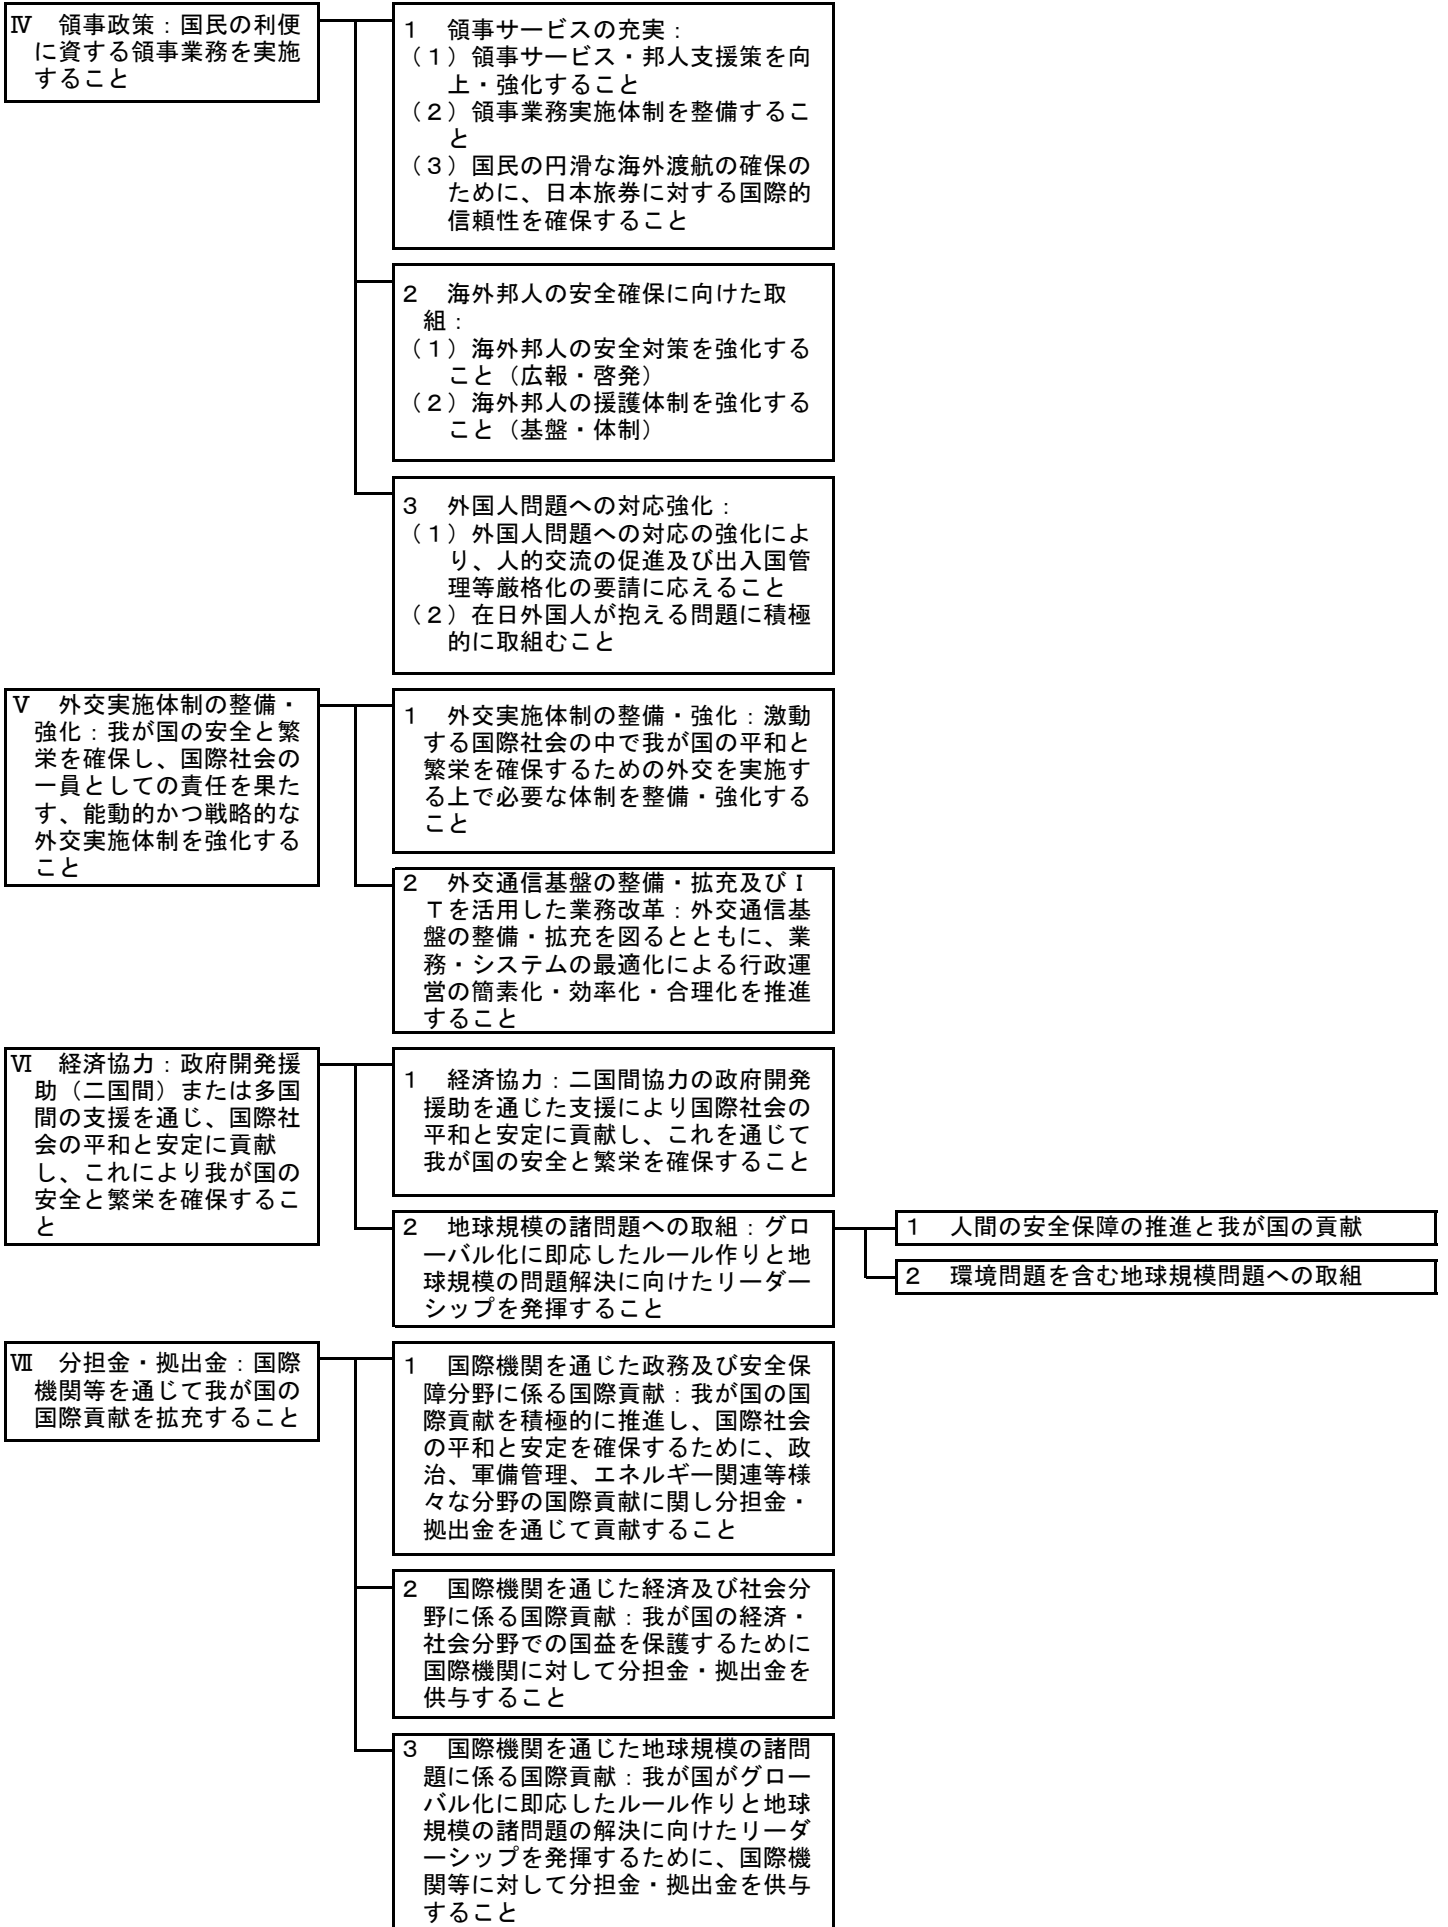 Ⅳ　領事政策：国民の利便
に資する領事業務を実施
すること
１　領事サービスの充実：
（１）領事サービス・邦人支援策を向
上・強化すること
（２）領事業務実施体制を整備するこ
と
（３）国民の円滑な海外渡航の確保の
ために、日本旅券に対する国際的
信頼性を確保すること
２　海外邦人の安全確保に向けた取
組：
（１）海外邦人の安全対策を強化する
こと（広報・啓発）
（２）海外邦人の援護体制を強化する
こと（基盤・体制）
３　外国人問題への対応強化：
（１）外国人問題への対応の強化によ
り、人的交流の促進及び出入国管
理等厳格化の要請に応えること
（２）在日外国人が抱える問題に積極
的に取組むこと
Ⅴ　外交実施体制の整備・
強化：我が国の安全と繁
栄を確保し、国際社会の
一員としての責任を果た
す、能動的かつ戦略的な
外交実施体制を強化する
こと
１　外交実施体制の整備・強化：激動
する国際社会の中で我が国の平和と
繁栄を確保するための外交を実施す
る上で必要な体制を整備・強化する
こと
２　外交通信基盤の整備・拡充及びＩ
Ｔを活用した業務改革：外交通信基
盤の整備・拡充を図るとともに、業
務・システムの最適化による行政運
営の簡素化・効率化・合理化を推進
すること
Ⅵ　経済協力：政府開発援
助（二国間）または多国
間の支援を通じ、国際社
会の平和と安定に貢献
し、これにより我が国の
安全と繁栄を確保するこ
と
１　経済協力：二国間協力の政府開発
援助を通じた支援により国際社会の
平和と安定に貢献し、これを通じて
我が国の安全と繁栄を確保すること
２　地球規模の諸問題への取組：グロ
ーバル化に即応したルール作りと地
球規模の問題解決に向けたリーダー
シップを発揮すること
１　人間の安全保障の推進と我が国の貢献
２　環境問題を含む地球規模問題への取組
Ⅶ　分担金・拠出金：国際
機関等を通じて我が国の
国際貢献を拡充すること
１　国際機関を通じた政務及び安全保
障分野に係る国際貢献：我が国の国
際貢献を積極的に推進し、国際社会
の平和と安定を確保するために、政
治、軍備管理、エネルギー関連等様
々な分野の国際貢献に関し分担金・
拠出金を通じて貢献すること
２　国際機関を通じた経済及び社会分
野に係る国際貢献：我が国の経済・
社会分野での国益を保護するために
国際機関に対して分担金・拠出金を
供与すること
３　国際機関を通じた地球規模の諸問
題に係る国際貢献：我が国がグロー
バル化に即応したルール作りと地球
規模の諸問題の解決に向けたリーダ
ーシップを発揮するために、国際機
関等に対して分担金・拠出金を供与
すること